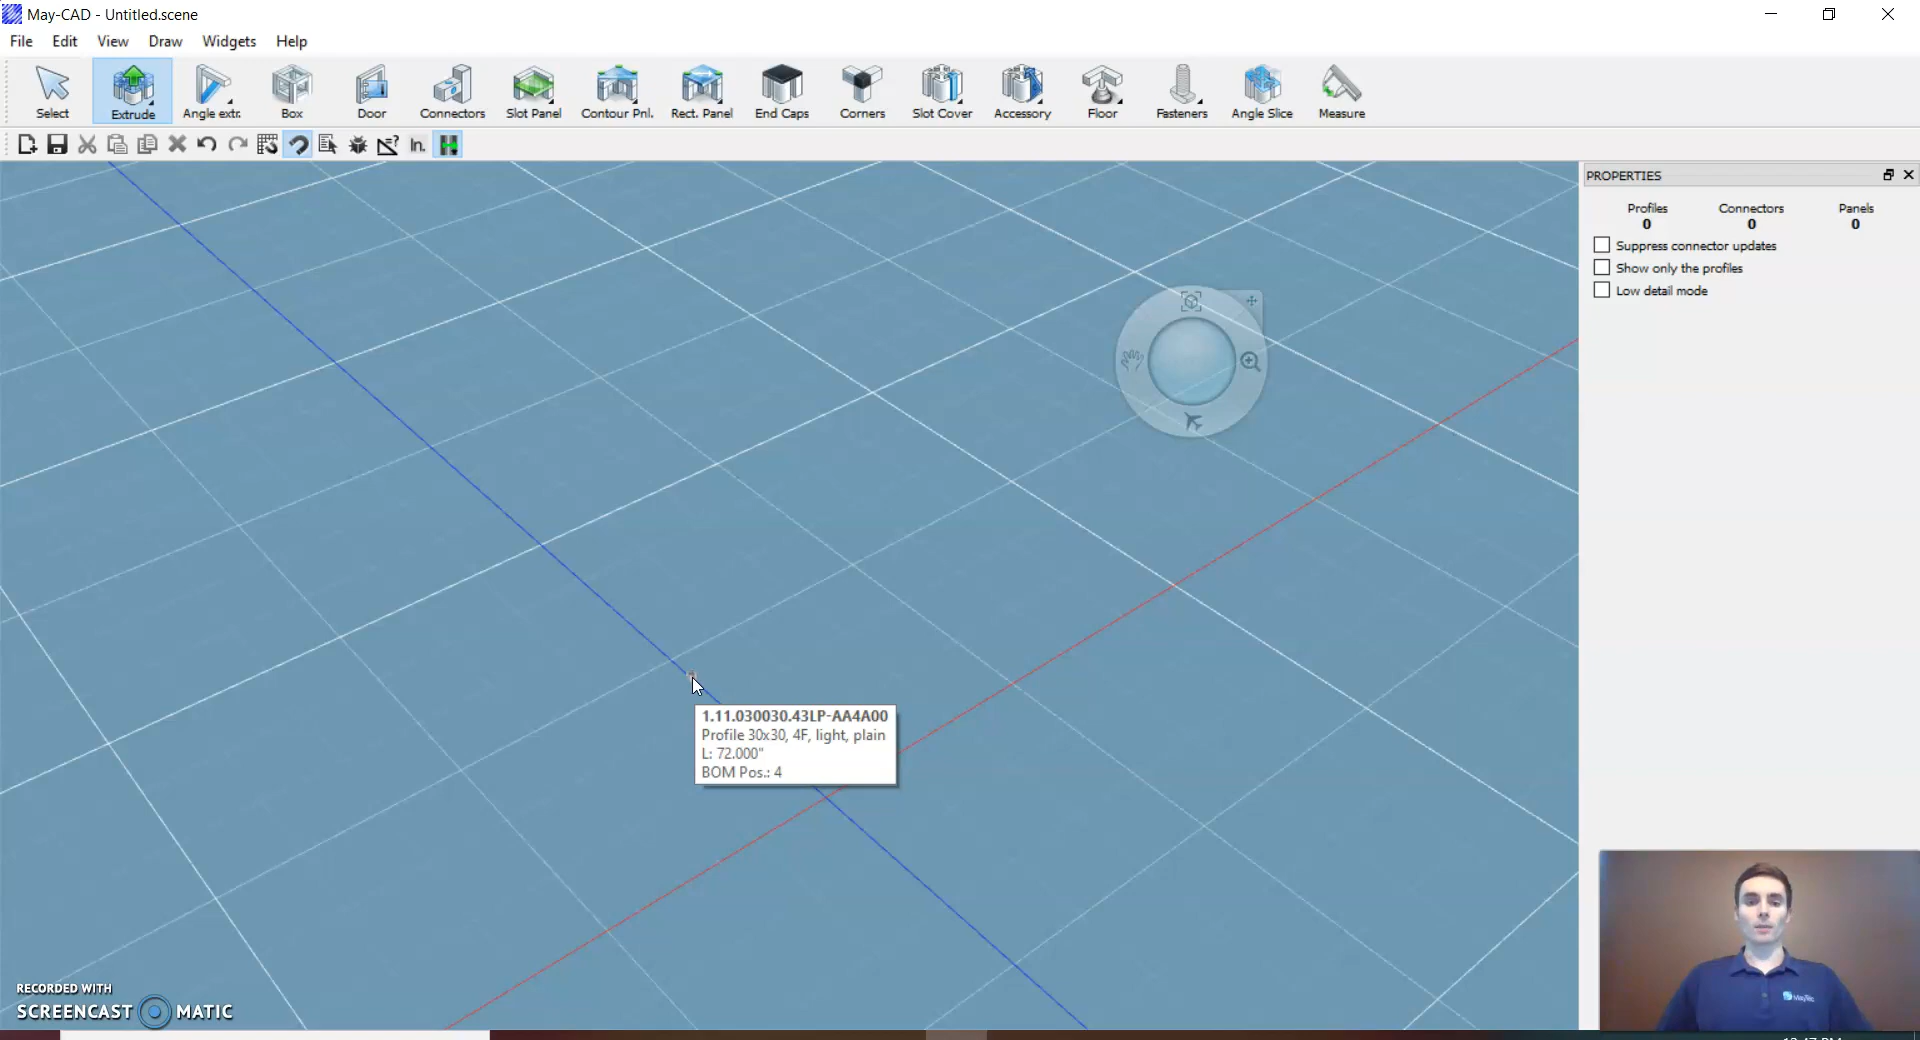 May-CAD - Untitled.scene
File Edit View Draw Widgets Help
Select Extrude Angle extr. Box Door Connectors Slot Panel Contour Pnl. Rect. Panel End Caps Corners Slot Cover Accessory Floor Fasteners Angle Slice Measure
In.
PROPERTIES
Profiles Connectors Panels
0 0 0
Suppress connector updates
Show only the profiles
Low detail mode
1.11.030030.43LP-AA4A00
Profile 30x30, 4F, light, plain
L: 72.000"
BOM Pos.: 4
MayTec
RECORDED WITH
SCREENCAST MATIC